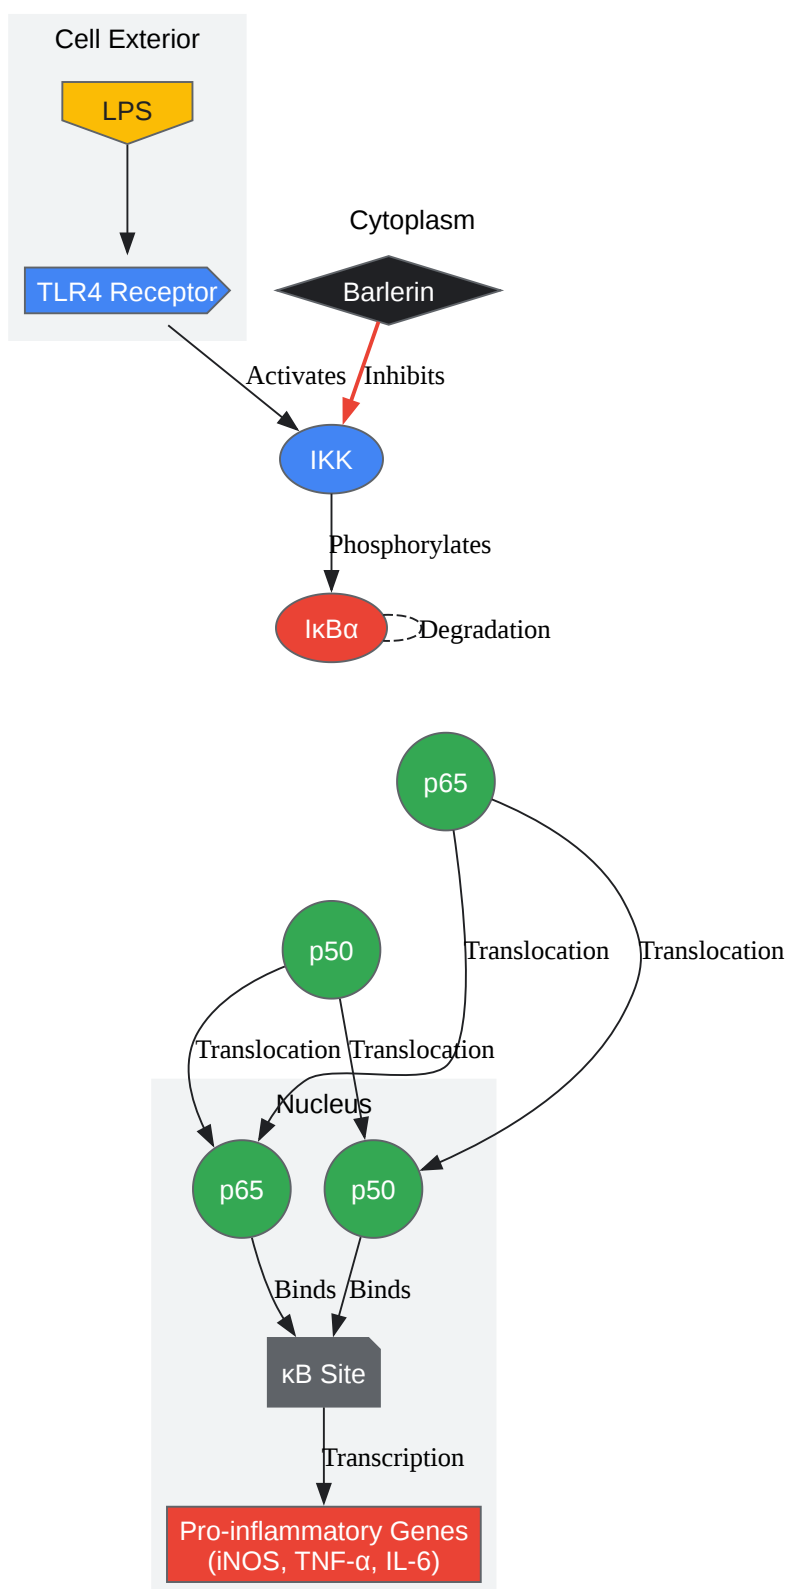 Cell Exterior
LPS
TLR4 Receptor
Cytoplasm
Barlerin
Activates
Inhibits
IKK
Phosphorylates
IκBα
Degradation
p65
p50
Translocation
Translocation
Translocation
Translocation
Nucleus
p65
p50
Binds
Binds
κB Site
Transcription
Pro-inflammatory Genes
(iNOS, TNF-α, IL-6)